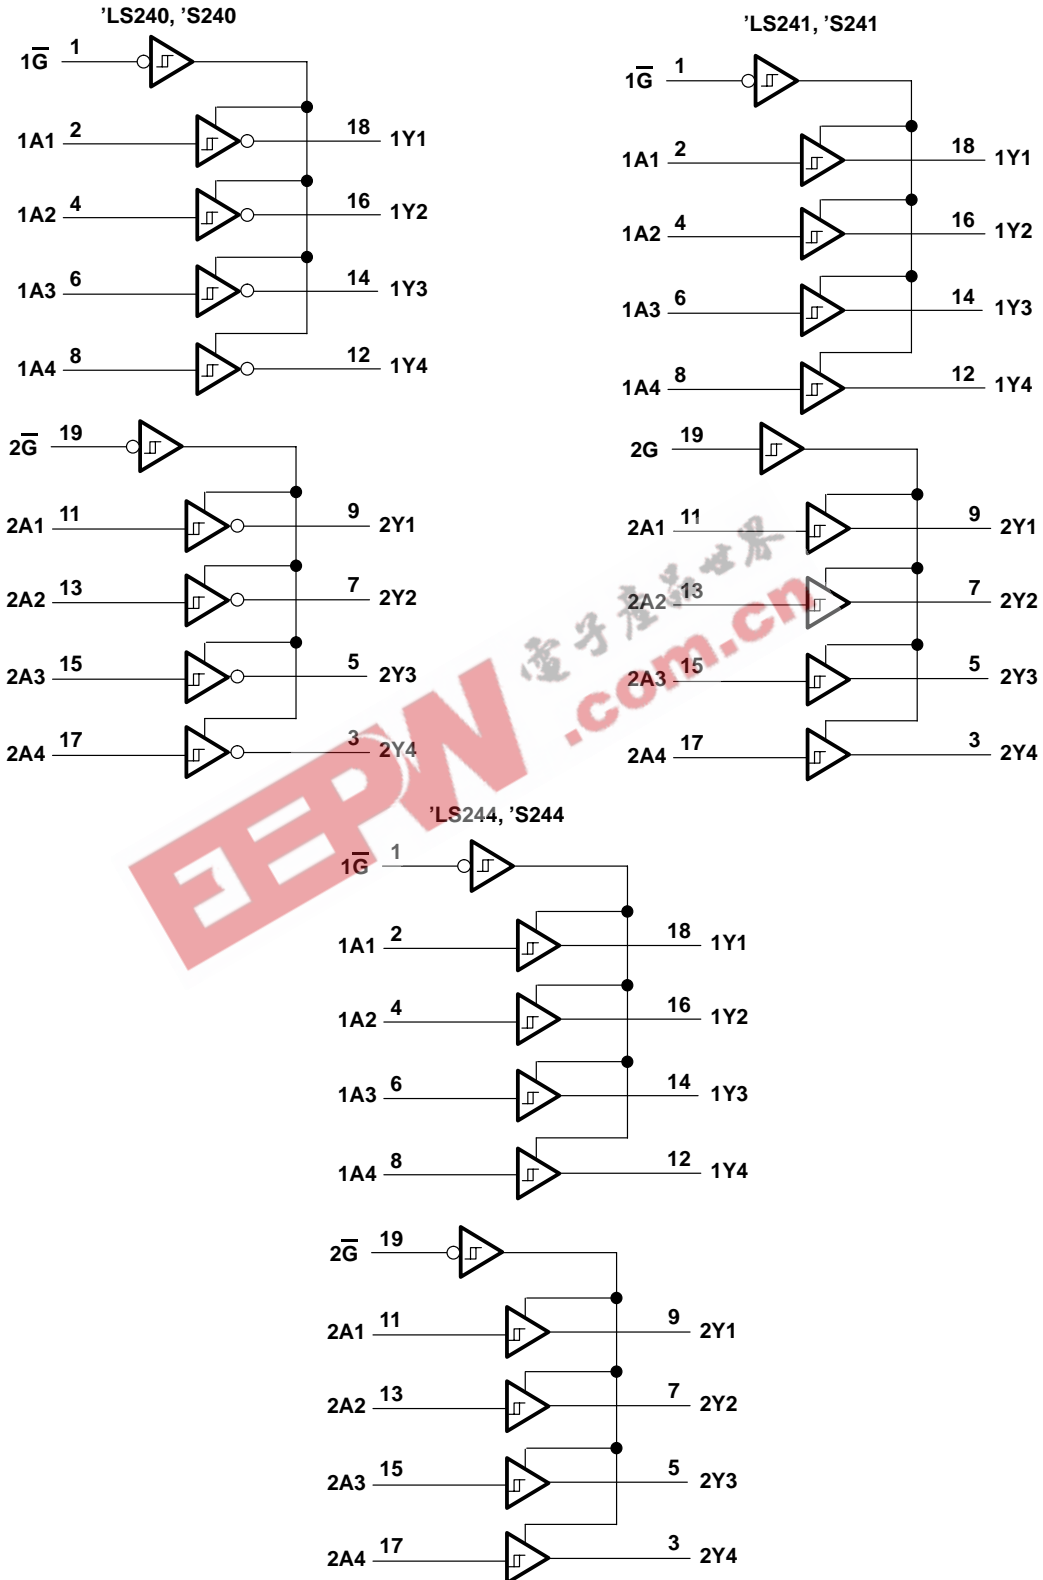 'LS240, 'S240
1G̅ 1
1A1 2 18 1Y1
1A2 4 16 1Y2
1A3 6 14 1Y3
1A4 8 12 1Y4
2G̅ 19
2A1 11 9 2Y1
2A2 13 7 2Y2
2A3 15 5 2Y3
2A4 17 3 2Y4
'LS241, 'S241
1G̅ 1
1A1 2 18 1Y1
1A2 4 16 1Y2
1A3 6 14 1Y3
1A4 8 12 1Y4
2G 19
2A1 11 9 2Y1
2A2 13 7 2Y2
2A3 15 5 2Y3
2A4 17 3 2Y4
EEPW.com.cn
電子產品世界
'LS244, 'S244
1G̅ 1
1A1 2 18 1Y1
1A2 4 16 1Y2
1A3 6 14 1Y3
1A4 8 12 1Y4
2G̅ 19
2A1 11 9 2Y1
2A2 13 7 2Y2
2A3 15 5 2Y3
2A4 17 3 2Y4